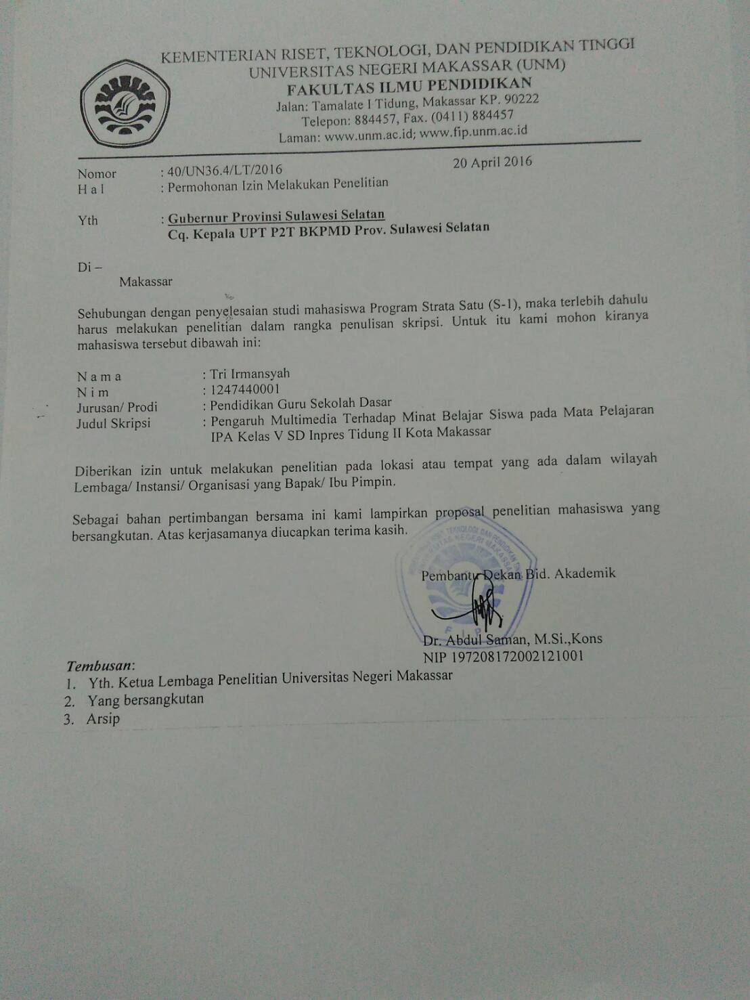 KEMENTERIAN RISET, TEKNOLOGI, DAN PENDIDIKAN TINGGI
UNIVERSITAS NEGERI MAKASSAR (UNM)
FAKULTAS ILMU PENDIDIKAN
Jalan: Tamalate I Tidung, Makassar KP. 90222
Telepon: 884457, Fax. (0411) 884457
Laman: www.unm.ac.id; www.fip.unm.ac.id
Nomor : 40/UN36.4/LT/2016 20 April 2016
H a l : Permohonan Izin Melakukan Penelitian
Yth : Gubernur Provinsi Sulawesi Selatan
Cq. Kepala UPT P2T BKPMD Prov. Sulawesi Selatan
Di –
Makassar
Sehubungan dengan penyelesaian studi mahasiswa Program Strata Satu (S-1), maka terlebih dahulu
harus melakukan penelitian dalam rangka penulisan skripsi. Untuk itu kami mohon kiranya
mahasiswa tersebut dibawah ini:
N a m a : Tri Irmansyah
N i m : 1247440001
Jurusan/ Prodi : Pendidikan Guru Sekolah Dasar
Judul Skripsi : Pengaruh Multimedia Terhadap Minat Belajar Siswa pada Mata Pelajaran
IPA Kelas V SD Inpres Tidung II Kota Makassar
Diberikan izin untuk melakukan penelitian pada lokasi atau tempat yang ada dalam wilayah
Lembaga/ Instansi/ Organisasi yang Bapak/ Ibu Pimpin.
Sebagai bahan pertimbangan bersama ini kami lampirkan proposal penelitian mahasiswa yang
bersangkutan. Atas kerjasamanya diucapkan terima kasih.
TEKNOLOGI DAN PENDIDIKAN TINGGI
NEGERI MAKASSAR
Pembantu Dekan Bid. Akademik
F I P
Dr. Abdul Saman, M.Si.,Kons
NIP 197208172002121001
Tembusan:
1. Yth. Ketua Lembaga Penelitian Universitas Negeri Makassar
2. Yang bersangkutan
3. Arsip